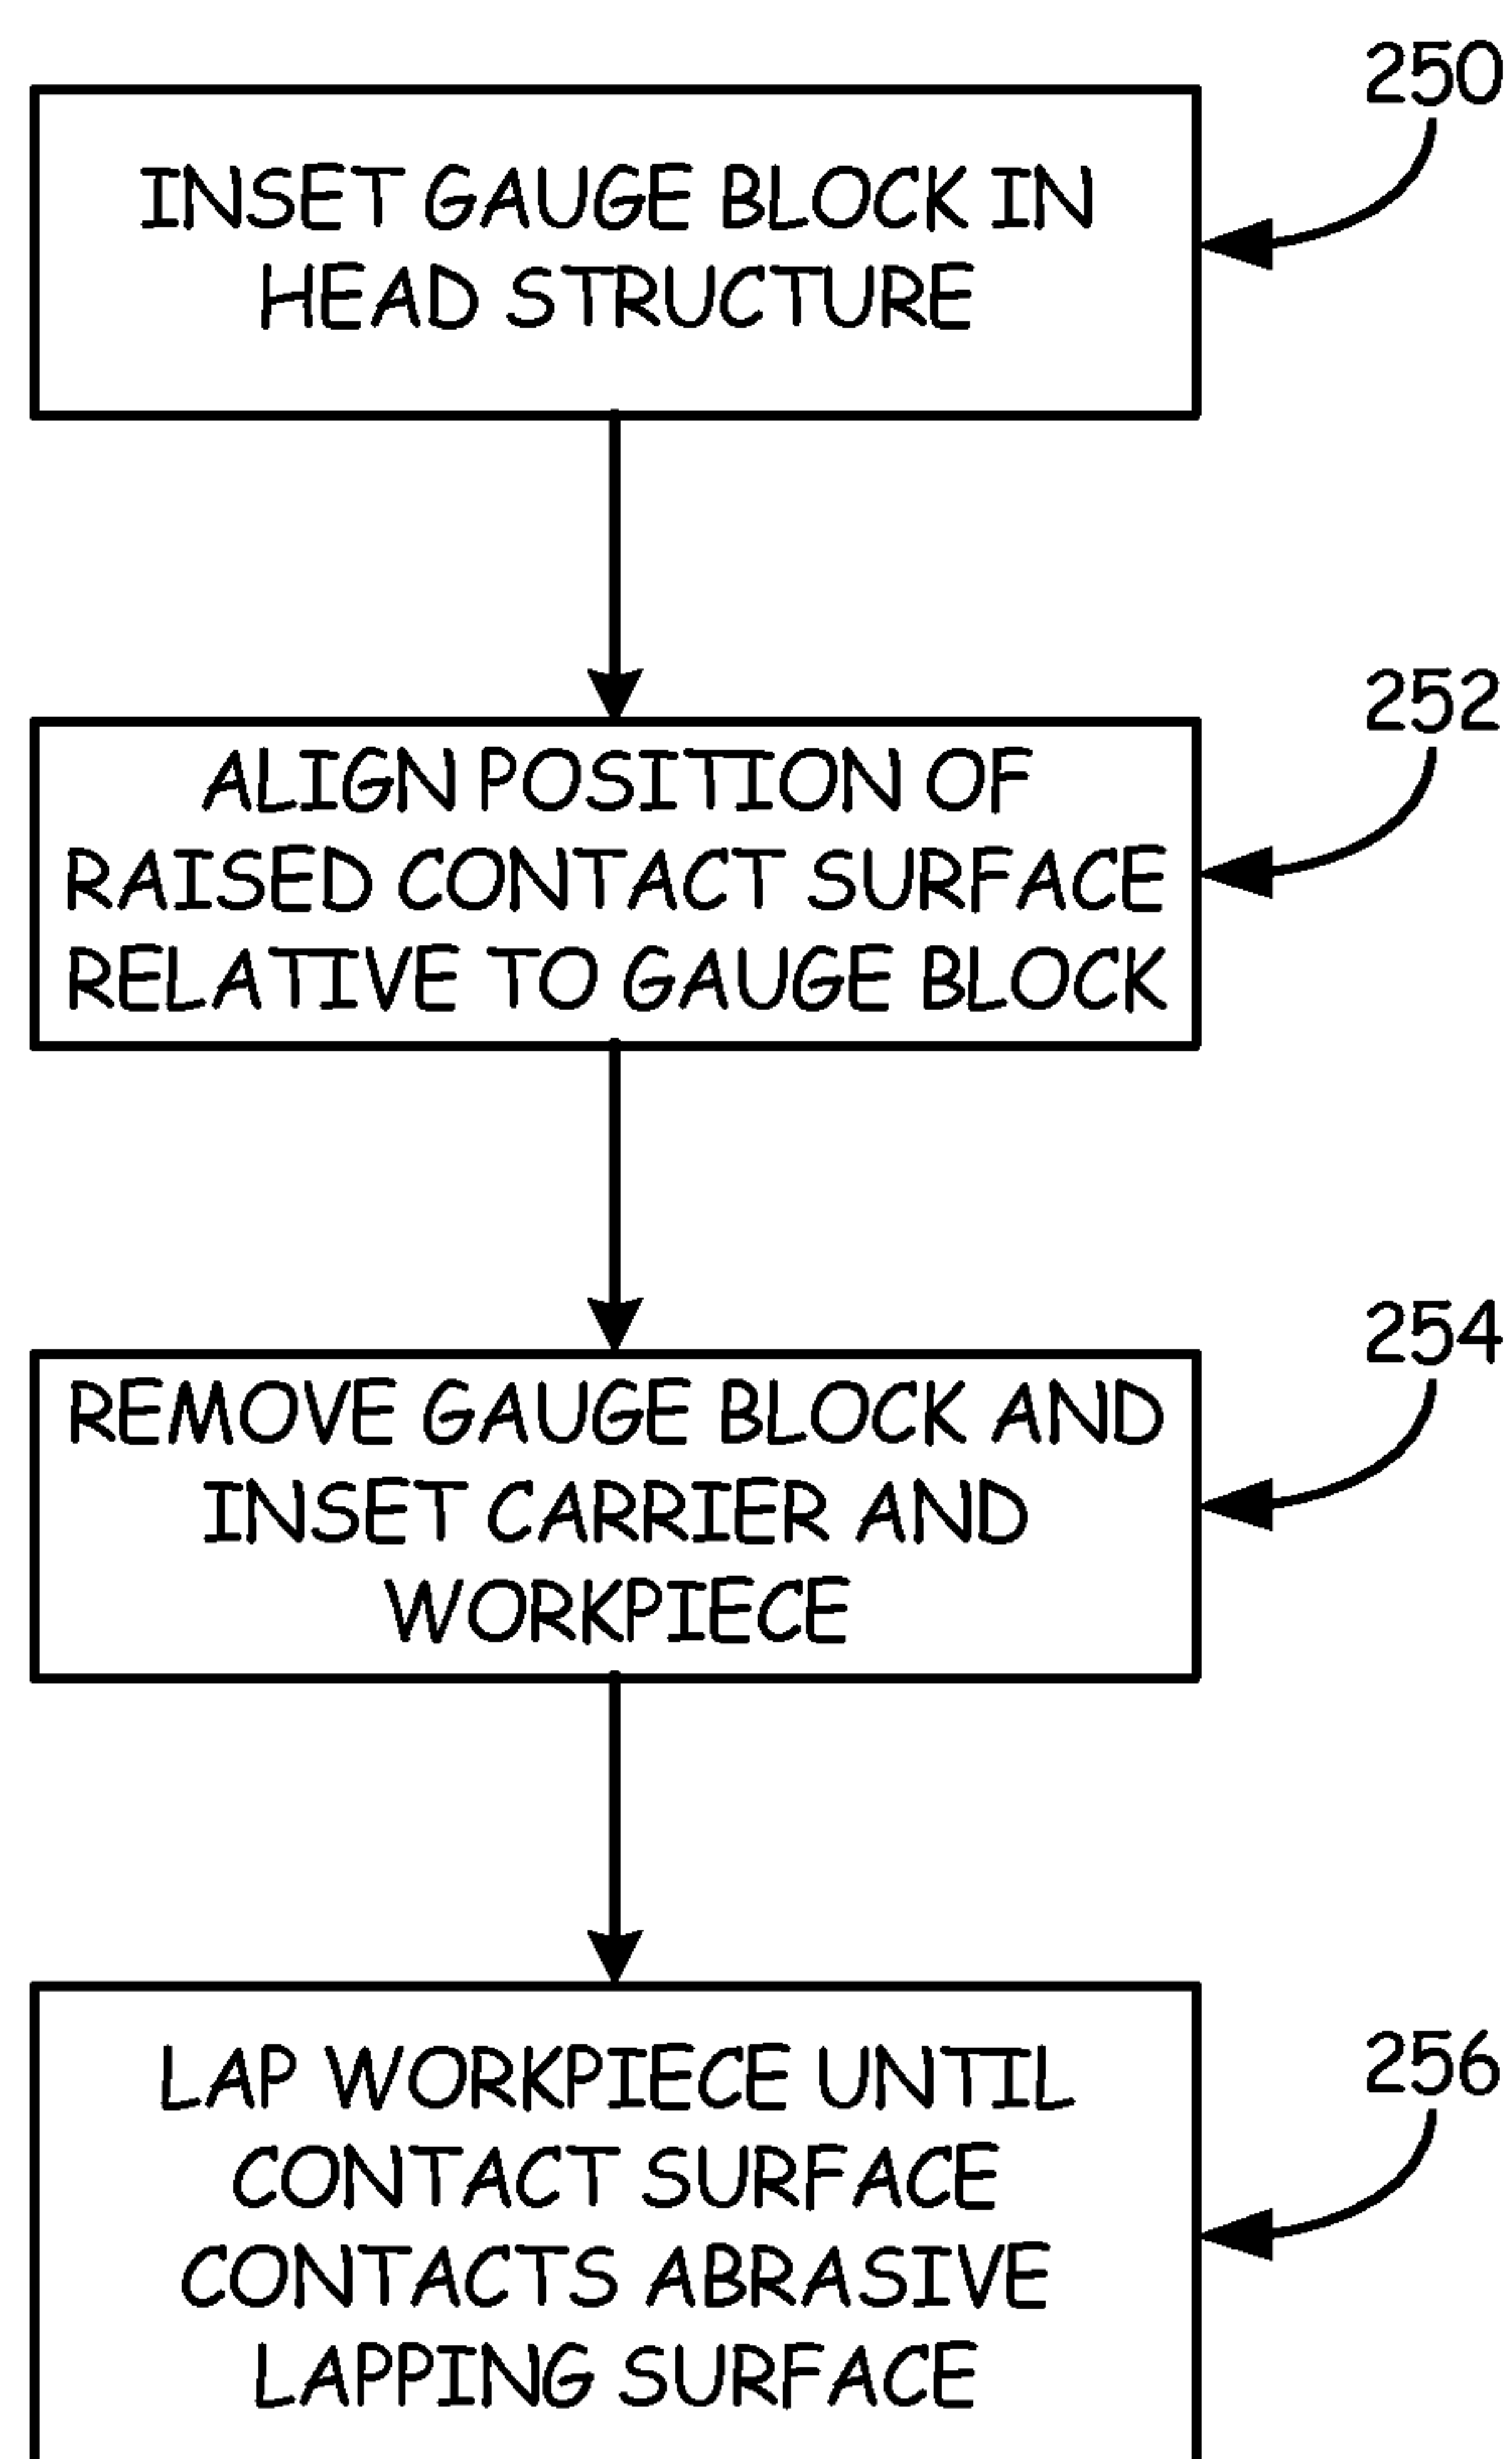 250
INSET GAUGE BLOCK IN
HEAD STRUCTURE
252
ALIGN POSITION OF
RAISED CONTACT SURFACE
RELATIVE TO GAUGE BLOCK
254
REMOVE GAUGE BLOCK AND
INSET CARRIER AND
WORKPIECE
256
LAP WORKPIECE UNTIL
CONTACT SURFACE
CONTACTS ABRASIVE
LAPPING SURFACE